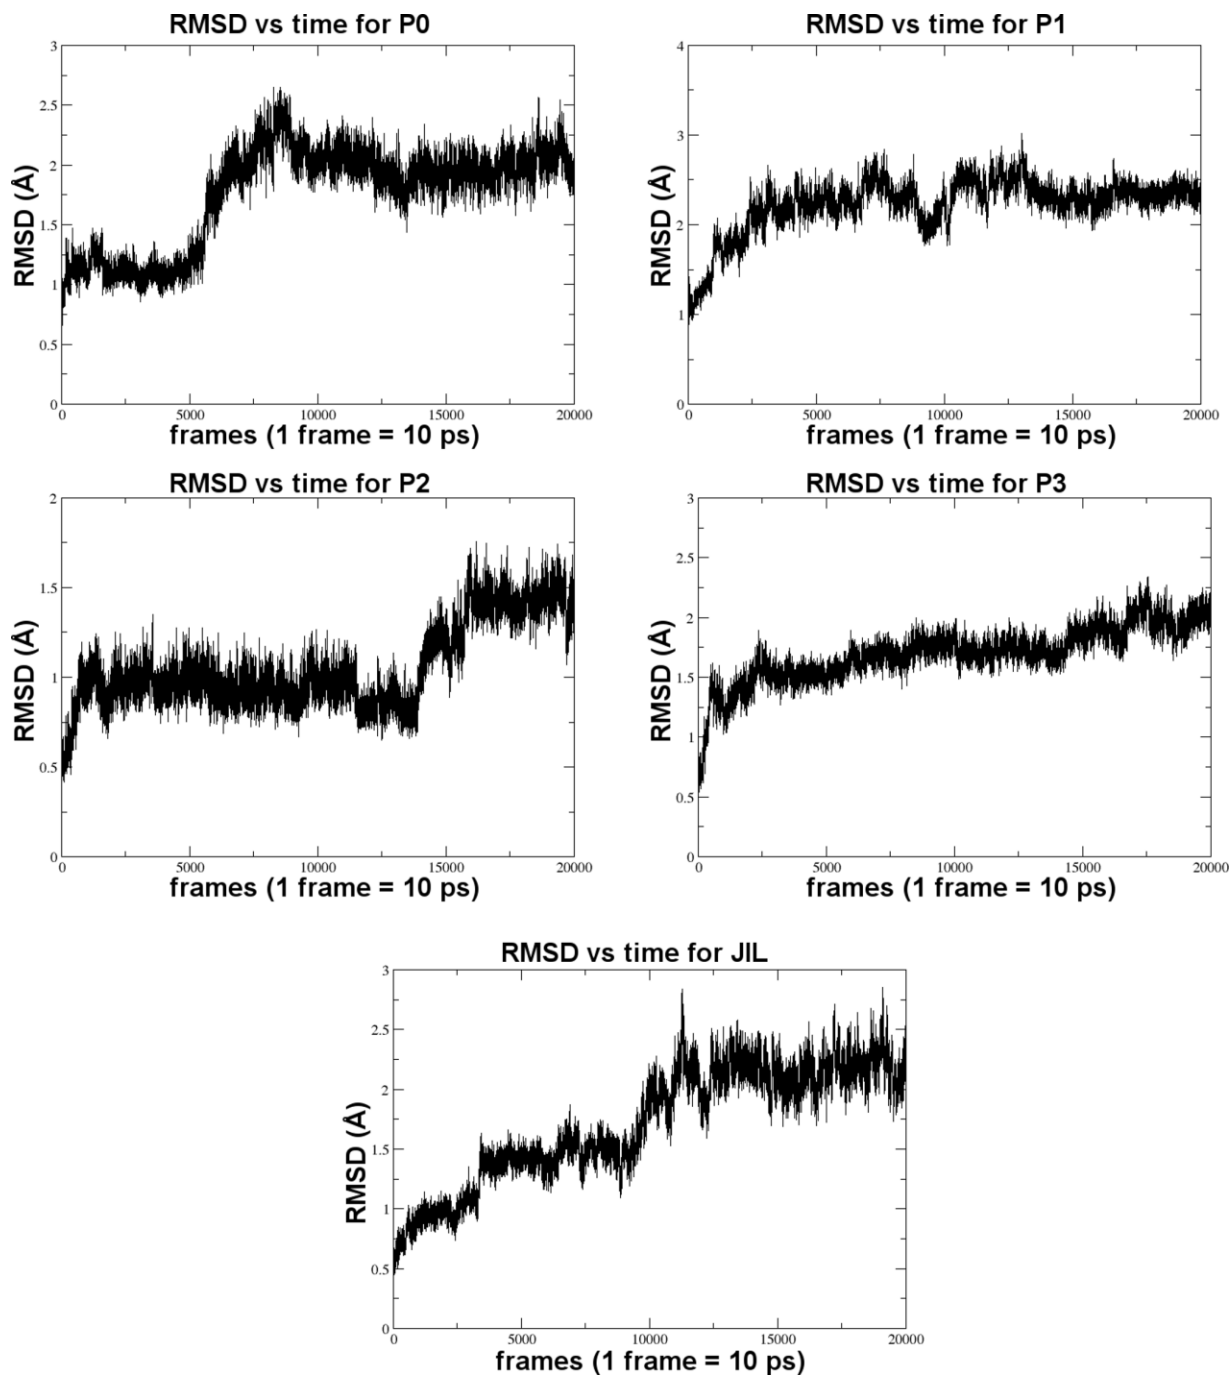 RMSD vs time for P0
3
2.5
2
1.5
1
0.5
0
RMSD (Å)
0 5000 10000 15000 20000
frames (1 frame = 10 ps)
RMSD vs time for P1
4
3
2
1
0
RMSD (Å)
0 5000 10000 15000 20000
frames (1 frame = 10 ps)
RMSD vs time for P2
2
1.5
1
0.5
0
RMSD (Å)
0 5000 10000 15000 20000
frames (1 frame = 10 ps)
RMSD vs time for P3
3
2.5
2
1.5
1
0.5
0
RMSD (Å)
0 5000 10000 15000 20000
frames (1 frame = 10 ps)
RMSD vs time for JIL
3
2.5
2
1.5
1
0.5
0
RMSD (Å)
0 5000 10000 15000 20000
frames (1 frame = 10 ps)